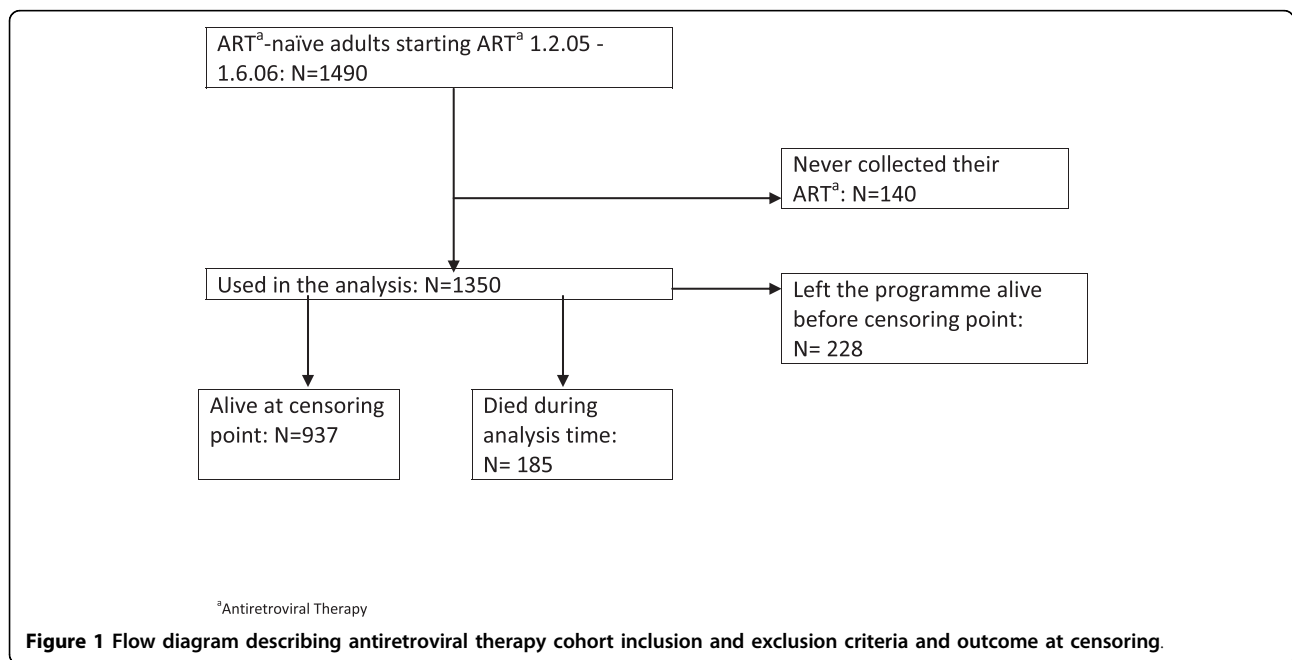 ARTᵃ-naïve adults starting ARTᵃ 1.2.05 -
1.6.06: N=1490
Never collected their
ARTᵃ: N=140
Used in the analysis: N=1350
Left the programme alive
before censoring point:
N= 228
Alive at censoring
point: N=937
Died during
analysis time:
N= 185
ᵃAntiretroviral Therapy
Figure 1 Flow diagram describing antiretroviral therapy cohort inclusion and exclusion criteria and outcome at censoring.